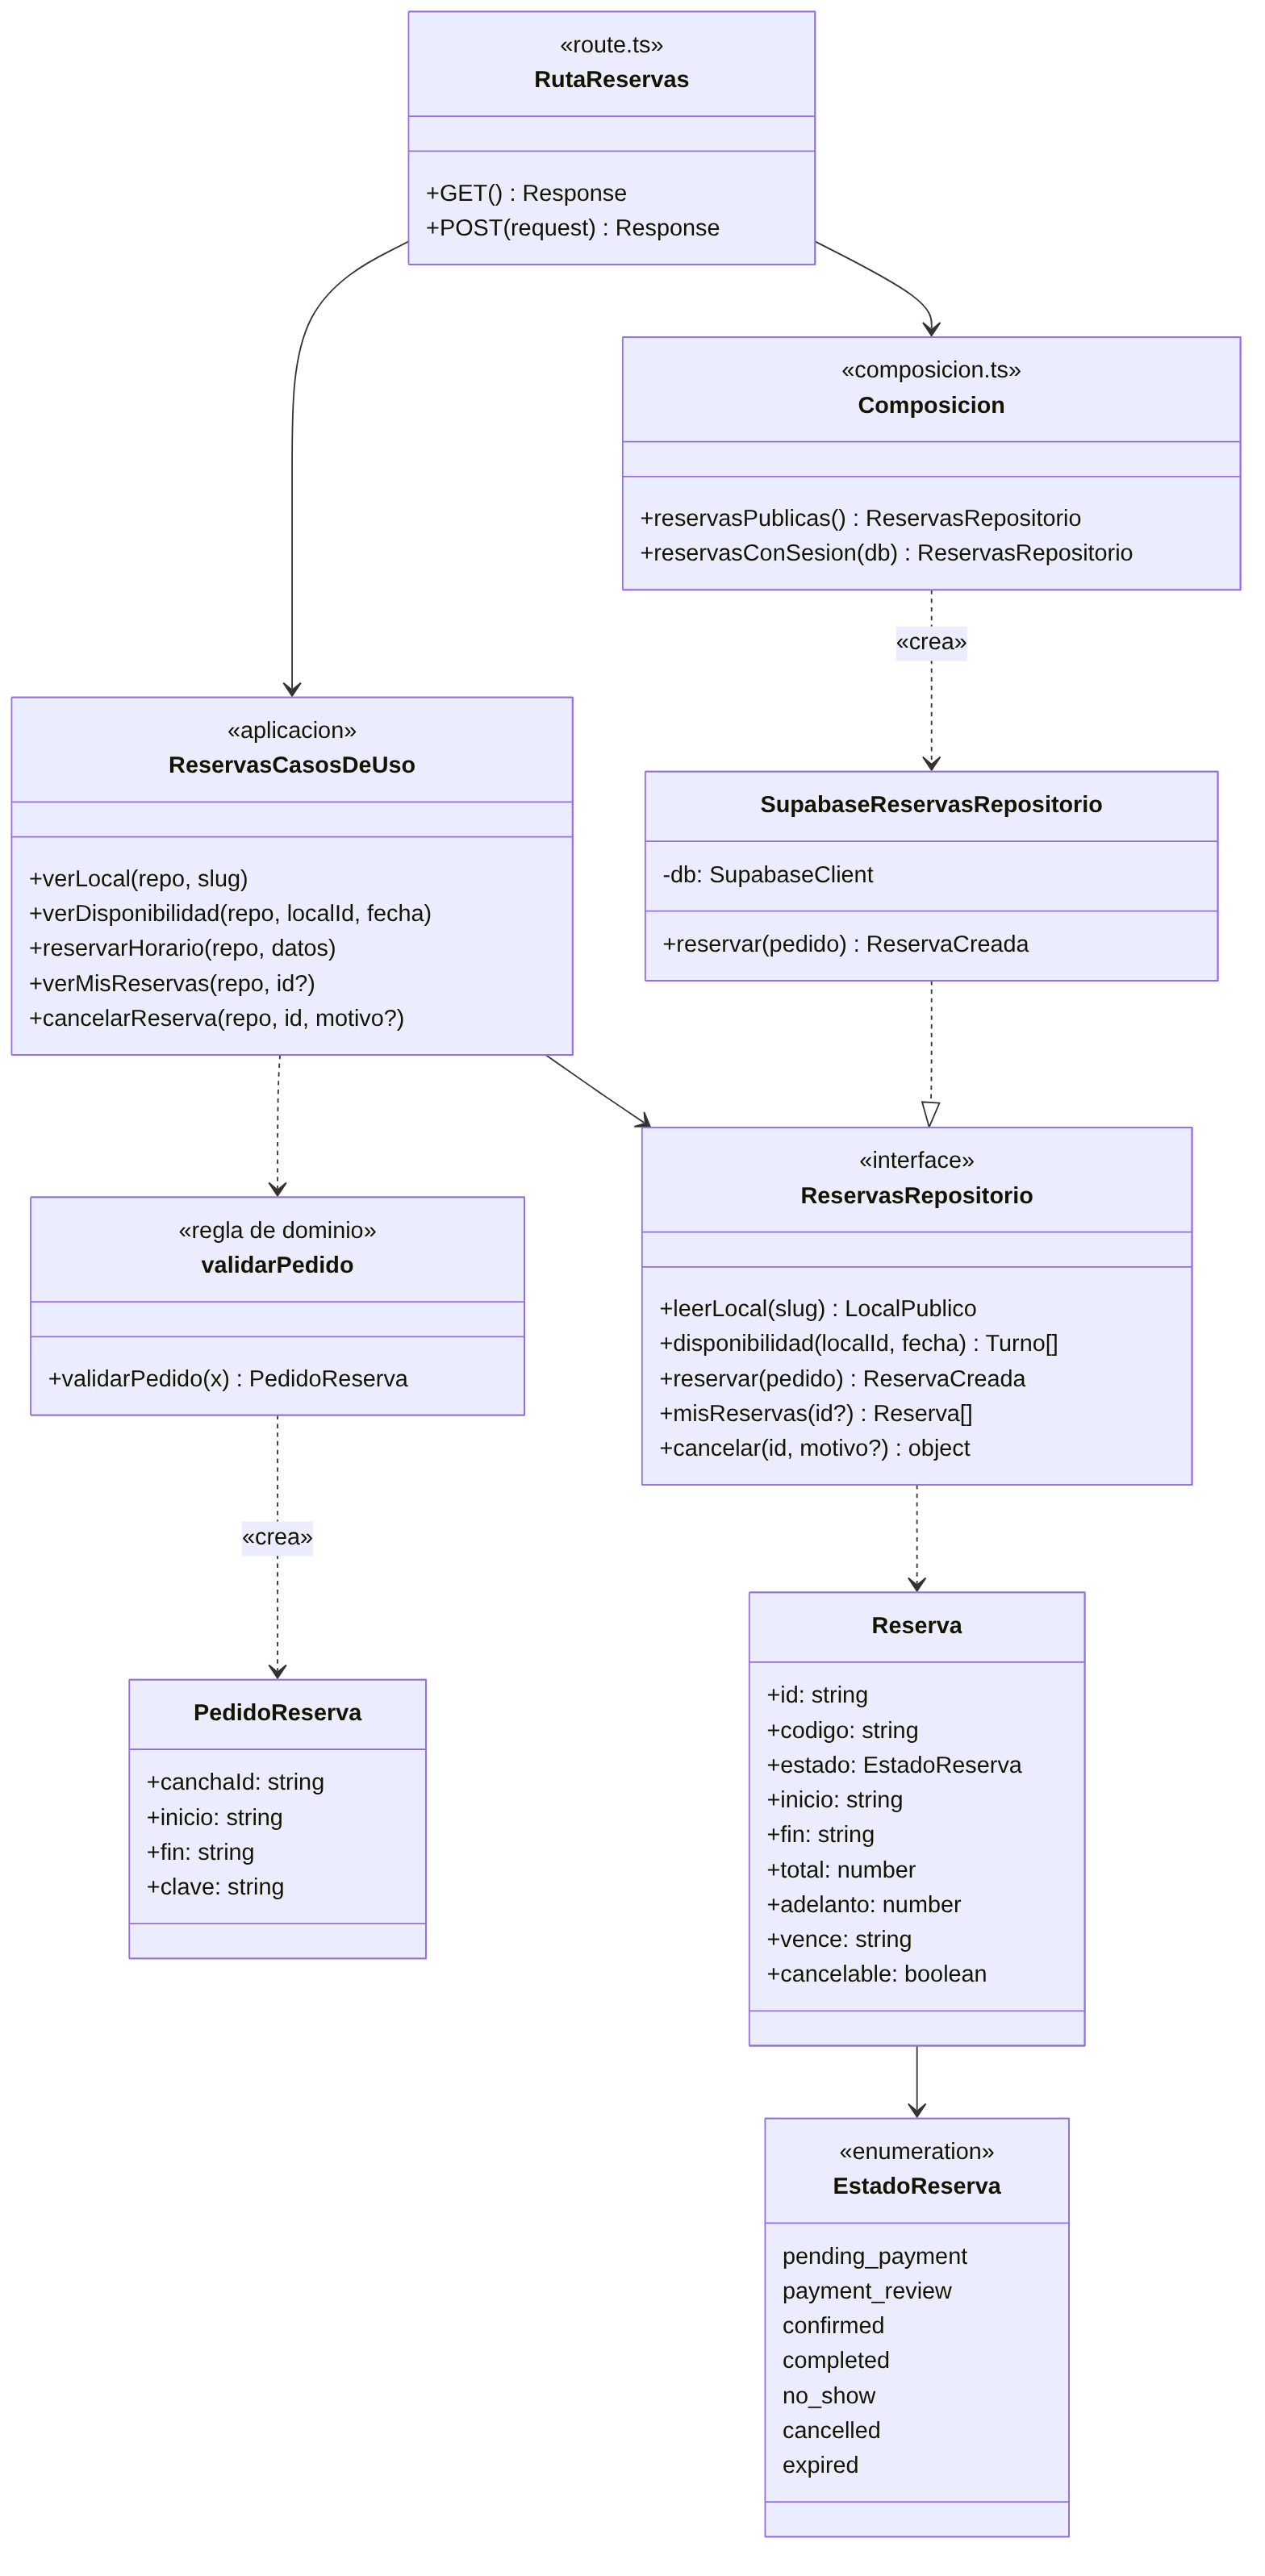 «route.ts»
RutaReservas
+GET() : Response
+POST(request) : Response
«composicion.ts»
Composicion
+reservasPublicas() : ReservasRepositorio
+reservasConSesion(db) : ReservasRepositorio
«crea»
«aplicacion»
ReservasCasosDeUso
+verLocal(repo, slug)
+verDisponibilidad(repo, localId, fecha)
+reservarHorario(repo, datos)
+verMisReservas(repo, id?)
+cancelarReserva(repo, id, motivo?)
SupabaseReservasRepositorio
-db: SupabaseClient
+reservar(pedido) : ReservaCreada
«interface»
ReservasRepositorio
+leerLocal(slug) : LocalPublico
+disponibilidad(localId, fecha) : Turno[]
+reservar(pedido) : ReservaCreada
+misReservas(id?) : Reserva[]
+cancelar(id, motivo?) : object
«regla de dominio»
validarPedido
+validarPedido(x) : PedidoReserva
«crea»
PedidoReserva
+canchaId: string
+inicio: string
+fin: string
+clave: string
Reserva
+id: string
+codigo: string
+estado: EstadoReserva
+inicio: string
+fin: string
+total: number
+adelanto: number
+vence: string
+cancelable: boolean
«enumeration»
EstadoReserva
pending_payment
payment_review
confirmed
completed
no_show
cancelled
expired